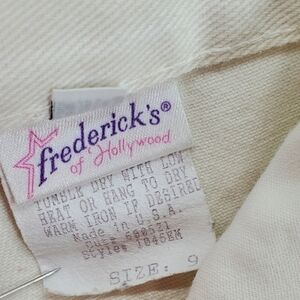 frederick's®
of Hollywood
TUMBLE DRY WITH LOW
HEAT OR HANG TO DRY
WARM IRON IF DESIRED
Made in U.S.A.
Style: 1846EM
SIZE: 9